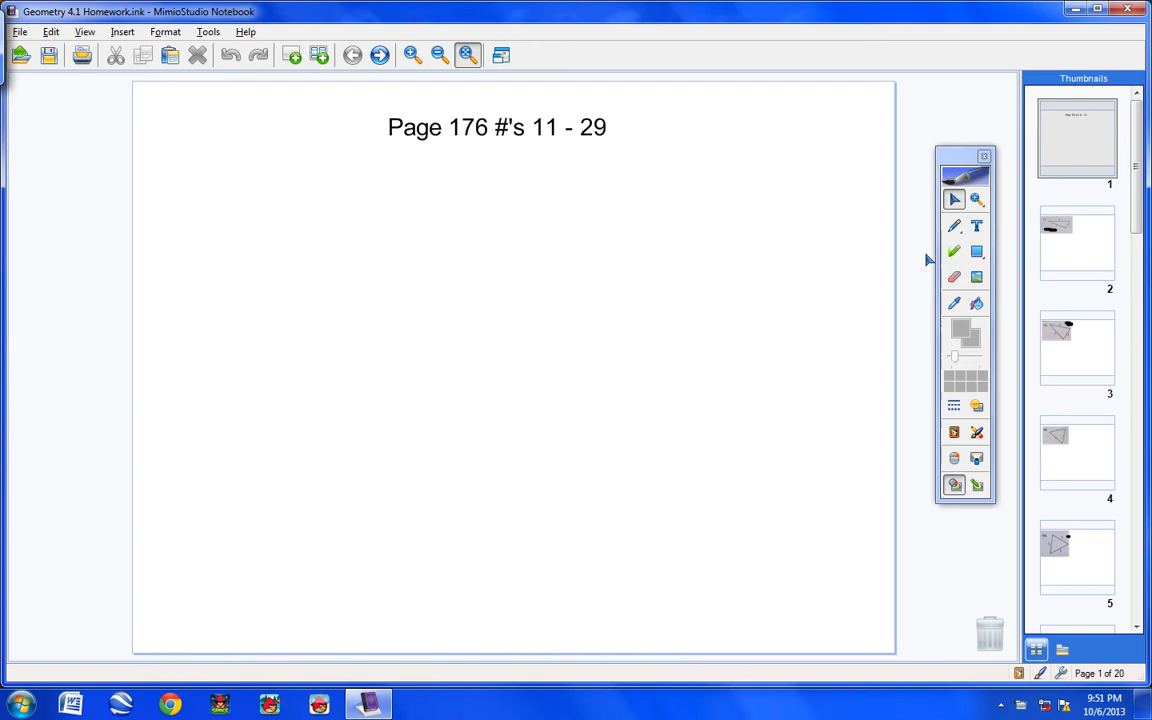 Geometry 4.1 Homework.ink - MimioStudio Notebook
File Edit View Insert Format Tools Help
Thumbnails
Page 176 #'s 11 - 29
1
2
3
4
5
Page 1 of 20
9:51 PM
10/6/2013